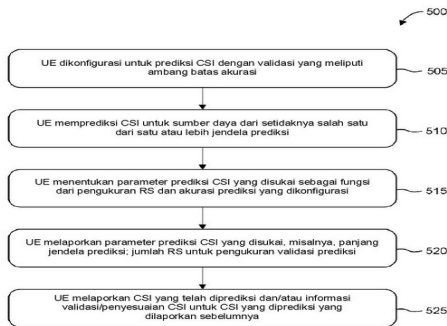 500
UE dikonfigurasi untuk prediksi CSI dengan validasi yang meliputi
ambang batas akurasi
505
UE memprediksi CSI untuk sumber daya dari setidaknya salah satu
dari satu atau lebih jendela prediksi
510
UE menentukan parameter prediksi CSI yang disukai sebagai fungsi
dari pengukuran RS dan akurasi prediksi yang dikonfigurasi
515
UE melaporkan parameter prediksi CSI yang disukai, misalnya, panjang
jendela prediksi; jumlah RS untuk pengukuran validasi prediksi
520
UE melaporkan CSI yang telah diprediksi dan/atau informasi
validasi/penyesuaian CSI untuk CSI yang diprediksi yang
dilaporkan sebelumnya
525